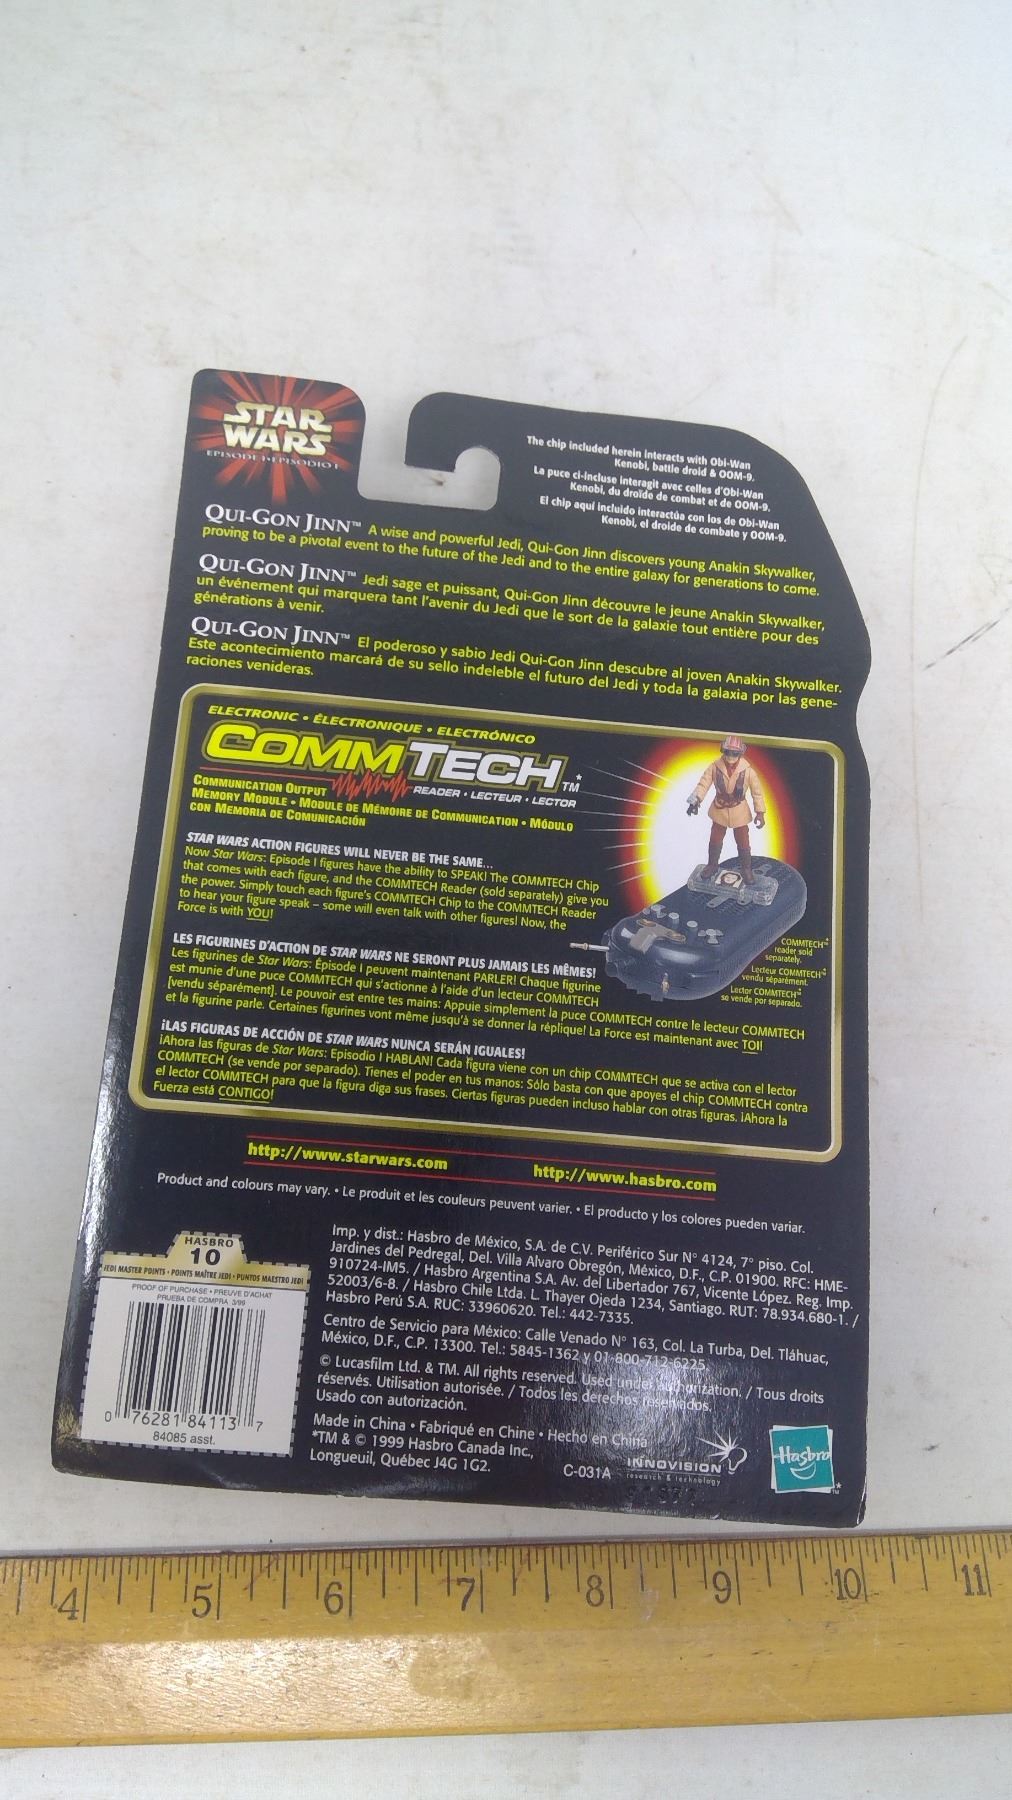 STAR
WARS
EPISODE I • EPISODIO I
The chip included herein interacts with Obi-Wan
Kenobi, battle droid & OOM-9.
La puce ci-incluse interagit avec celles d'Obi-Wan
Kenobi, du droïde de combat et de OOM-9.
El chip aquí incluido interactúa con los de Obi-Wan
Kenobi, el droide de combate y OOM-9.
QUI-GON JINN™ A wise and powerful Jedi, Qui-Gon Jinn discovers young Anakin Skywalker,
proving to be a pivotal event to the future of the Jedi and to the entire galaxy for generations to come.
QUI-GON JINN™ Jedi sage et puissant, Qui-Gon Jinn découvre le jeune Anakin Skywalker,
un événement qui marquera tant l'avenir du Jedi que le sort de la galaxie tout entière pour des
générations à venir.
QUI-GON JINN™ El poderoso y sabio Jedi Qui-Gon Jinn descubre al joven Anakin Skywalker.
Este acontecimiento marcará de su sello indeleble el futuro del Jedi y toda la galaxia por las gene-
raciones venideras.
ELECTRONIC • ÉLECTRONIQUE • ELECTRÓNICO
COMMTECH™*
READER • LECTEUR • LECTOR
COMMUNICATION OUTPUT
MEMORY MODULE • MODULE DE MÉMOIRE DE COMMUNICATION • MÓDULO
CON MEMORIA DE COMUNICACIÓN
STAR WARS ACTION FIGURES WILL NEVER BE THE SAME...
Now Star Wars: Episode I figures have the ability to SPEAK! The COMMTECH Chip
that comes with each figure, and the COMMTECH Reader (sold separately) give you
the power. Simply touch each figure's COMMTECH Chip to the COMMTECH Reader
to hear your figure speak – some will even talk with other figures! Now, the
Force is with YOU!
LES FIGURINES D'ACTION DE STAR WARS NE SERONT PLUS JAMAIS LES MÊMES!
Les figurines de Star Wars: Épisode I peuvent maintenant PARLER! Chaque figurine
est munie d'une puce COMMTECH qui s'actionne à l'aide d'un lecteur COMMTECH
[vendu séparément]. Le pouvoir est entre tes mains: Appuie simplement la puce COMMTECH contre le lecteur COMMTECH
et la figurine parle. Certaines figurines vont même jusqu'à se donner la réplique! La Force est maintenant avec TOI!
¡LAS FIGURAS DE ACCIÓN DE STAR WARS NUNCA SERÁN IGUALES!
¡Ahora las figuras de Star Wars: Episodio I HABLAN! Cada figura viene con un chip COMMTECH que se activa con el lector
COMMTECH (se vende por separado). Tienes el poder en tus manos: Sólo basta con que apoyes el chip COMMTECH contra
el lector COMMTECH para que la figura diga sus frases. Ciertas figuras pueden incluso hablar con otras figuras. ¡Ahora la
Fuerza está CONTIGO!
COMMTECH™*
reader sold
separately.
Lecteur COMMTECH™*
vendu séparément.
Lector COMMTECH™*
se vende por separado.
http://www.starwars.com
http://www.hasbro.com
Product and colours may vary. • Le produit et les couleurs peuvent varier. • El producto y los colores pueden variar.
HASBRO
10
JEDI MASTER POINTS • POINTS MAÎTRE JEDI • PUNTOS MAESTRO JEDI
PROOF OF PURCHASE • PREUVE D'ACHAT
PRUEBA DE COMPRA 3/99
0 76281 84113 7
84085 asst.
Imp. y dist.: Hasbro de México, S.A. de C.V. Periférico Sur N° 4124, 7° piso. Col.
Jardines del Pedregal, Del. Villa Alvaro Obregón, México, D.F., C.P. 01900. RFC: HME-
910724-IM5. / Hasbro Argentina S.A. Av. del Libertador 767, Vicente López. Reg. Imp.
52003/6-8. / Hasbro Chile Ltda. L. Thayer Ojeda 1234, Santiago. RUT: 78.934.680-1. /
Hasbro Perú S.A. RUC: 33960620. Tel.: 442-7335.
Centro de Servicio para México: Calle Venado N° 163, Col. La Turba, Del. Tláhuac,
México, D.F., C.P. 13300. Tel.: 5845-1362 y 01-800-712-6225.
© Lucasfilm Ltd. & TM. All rights reserved. Used under authorization. / Tous droits
réservés. Utilisation autorisée. / Todos los derechos reservados.
Usado con autorización.
Made in China • Fabriqué en Chine • Hecho en China
*TM & © 1999 Hasbro Canada Inc.,
Longueuil, Québec J4G 1G2.
C-031A
INNOVISION
research & technology
Hasbro
™*
4 5 6 7 8 9 10 11